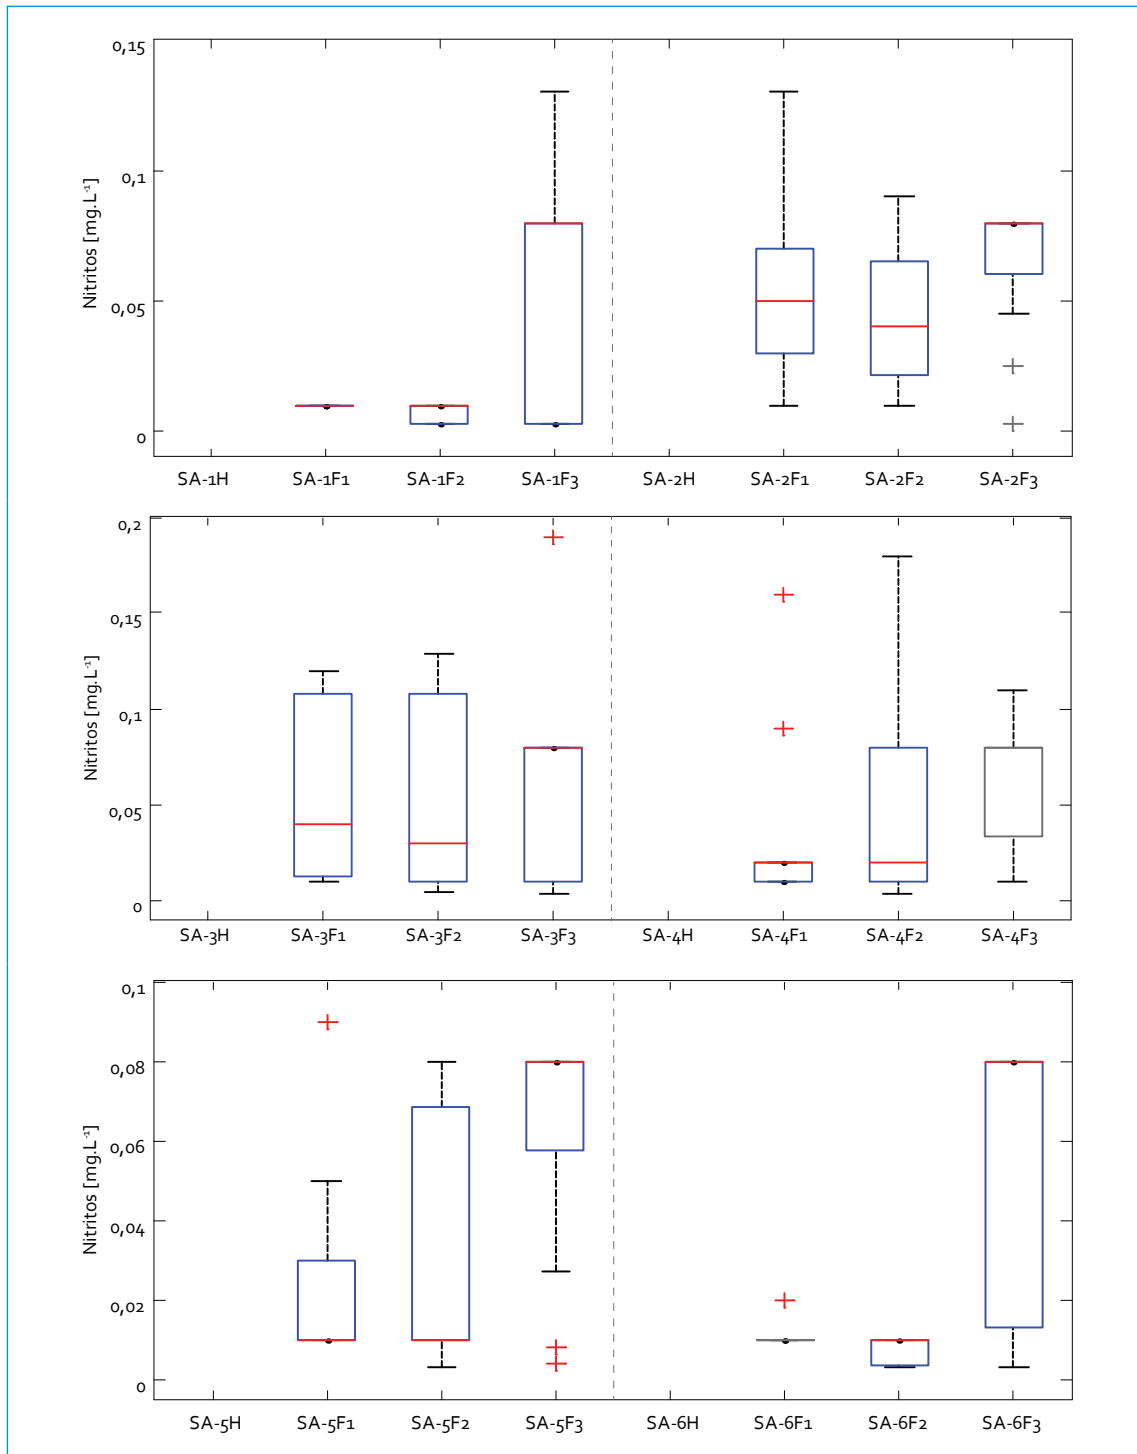 0,15
0,1
0,05
0
Nitritos [mg.L-1]
SA-1H SA-1F1 SA-1F2 SA-1F3 SA-2H SA-2F1 SA-2F2 SA-2F3
0,2
0,15
0,1
0,05
0
Nitritos [mg.L-1]
SA-3H SA-3F1 SA-3F2 SA-3F3 SA-4H SA-4F1 SA-4F2 SA-4F3
0,1
0,08
0,06
0,04
0,02
0
Nitritos [mg.L-1]
SA-5H SA-5F1 SA-5F2 SA-5F3 SA-6H SA-6F1 SA-6F2 SA-6F3